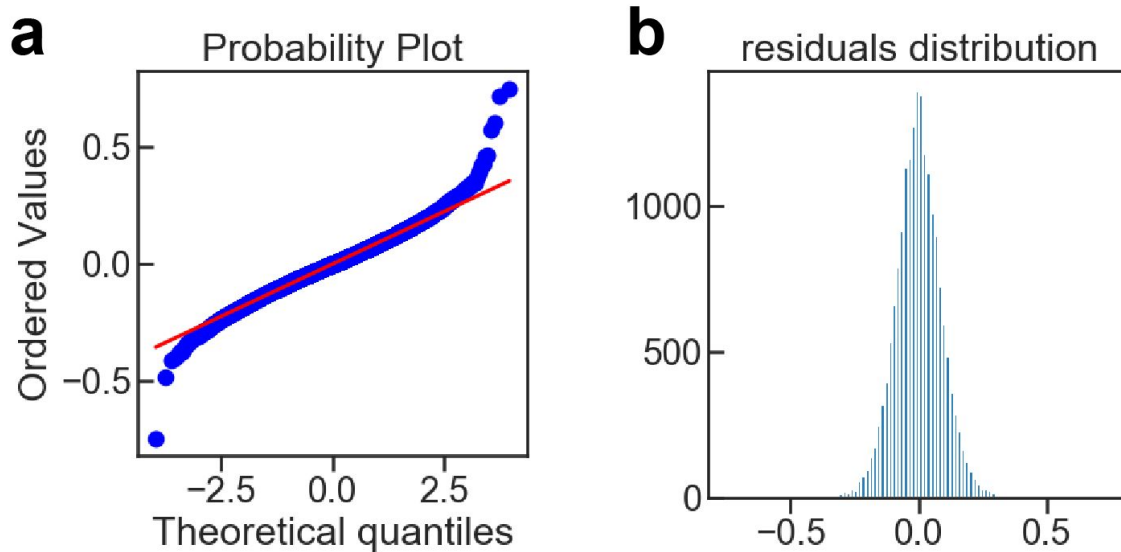 a
Probability Plot
Ordered Values
0.5
0.0
−0.5
−2.5 0.0 2.5
Theoretical quantiles
b
residuals distribution
1000
500
0
−0.5 0.0 0.5